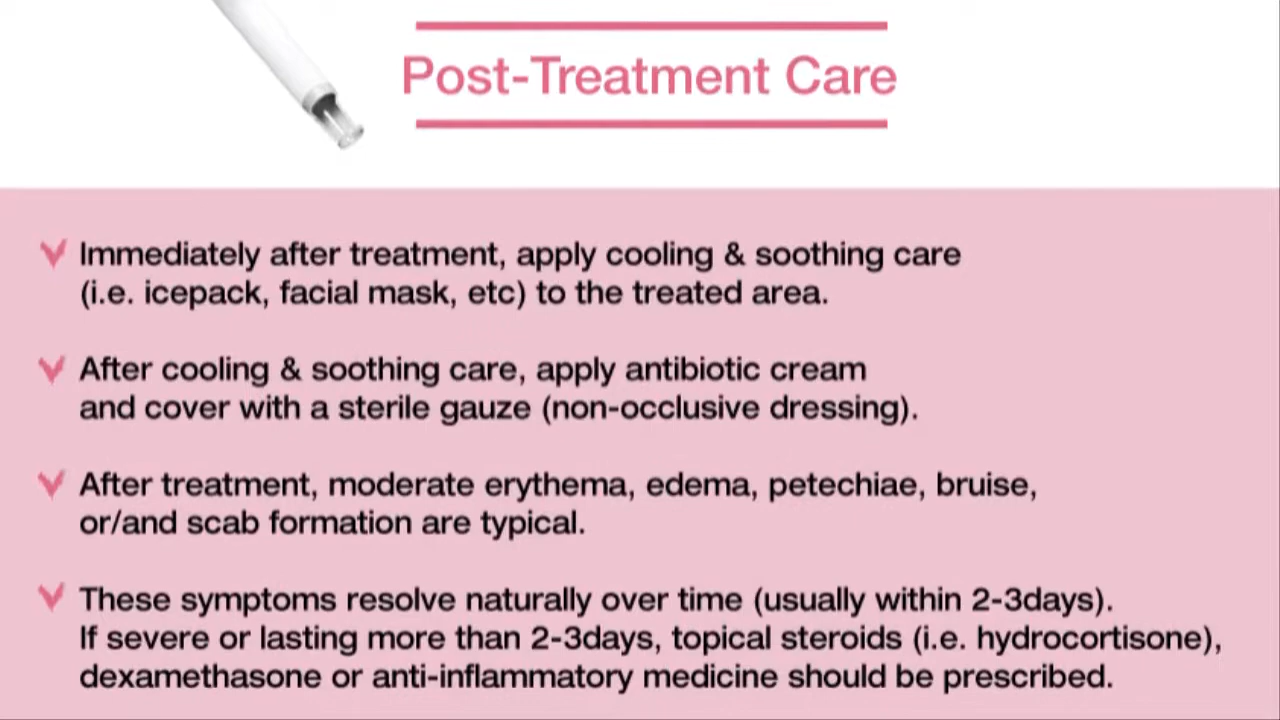 Post-Treatment Care
Immediately after treatment, apply cooling & soothing care
(i.e. icepack, facial mask, etc) to the treated area.
After cooling & soothing care, apply antibiotic cream
and cover with a sterile gauze (non-occlusive dressing).
After treatment, moderate erythema, edema, petechiae, bruise,
or/and scab formation are typical.
These symptoms resolve naturally over time (usually within 2-3days).
If severe or lasting more than 2-3days, topical steroids (i.e. hydrocortisone),
dexamethasone or anti-inflammatory medicine should be prescribed.